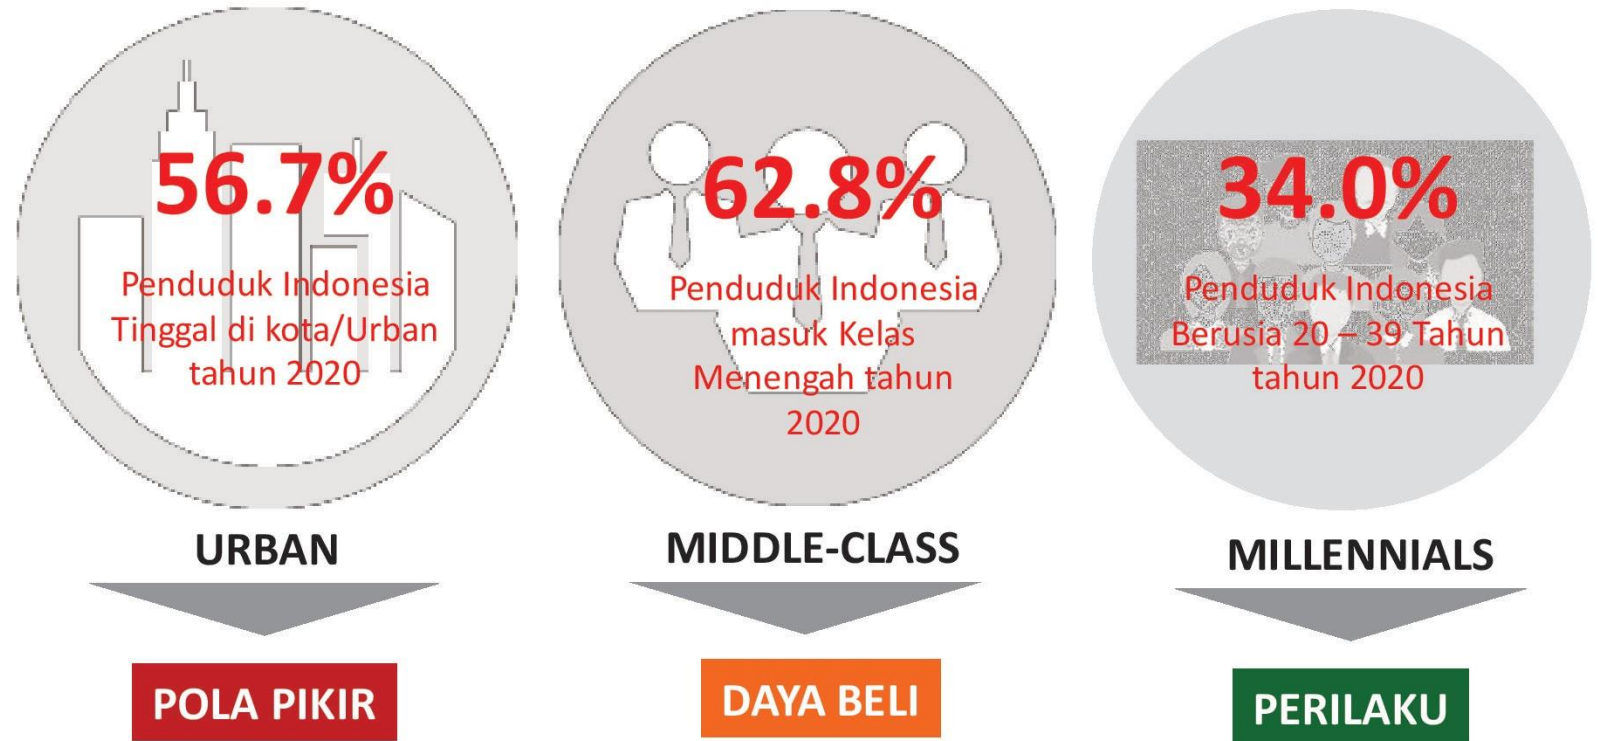 56.7%
Penduduk Indonesia
Tinggal di kota/Urban
tahun 2020
URBAN
POLA PIKIR
62.8%
Penduduk Indonesia
masuk Kelas
Menengah tahun
2020
MIDDLE-CLASS
DAYA BELI
34.0%
Penduduk Indonesia
Berusia 20 – 39 Tahun
tahun 2020
MILLENNIALS
PERILAKU